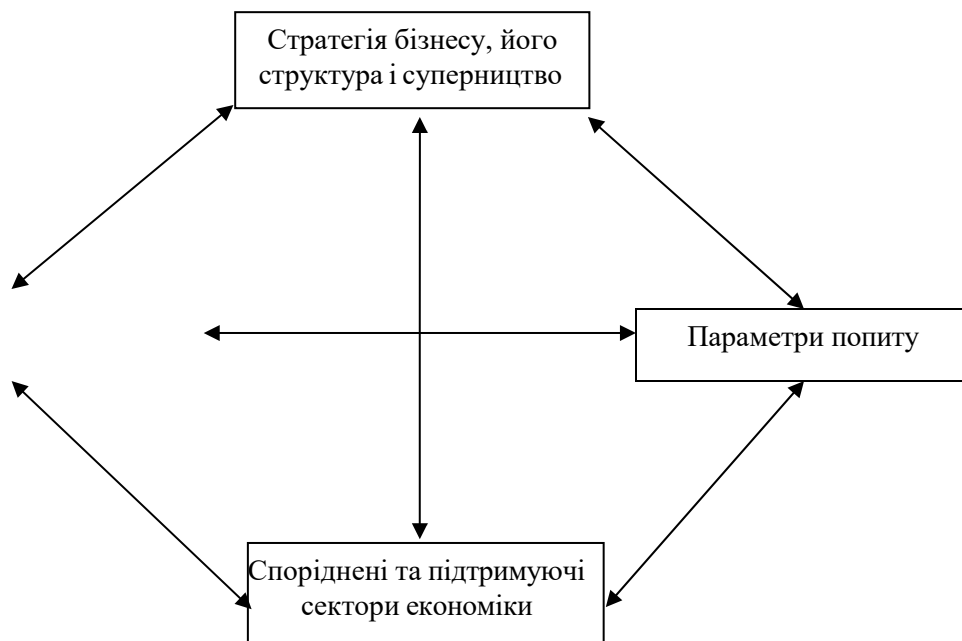 Стратегія бізнесу, його
структура і суперництво
Параметри попиту
Споріднені та підтримуючі
сектори економіки